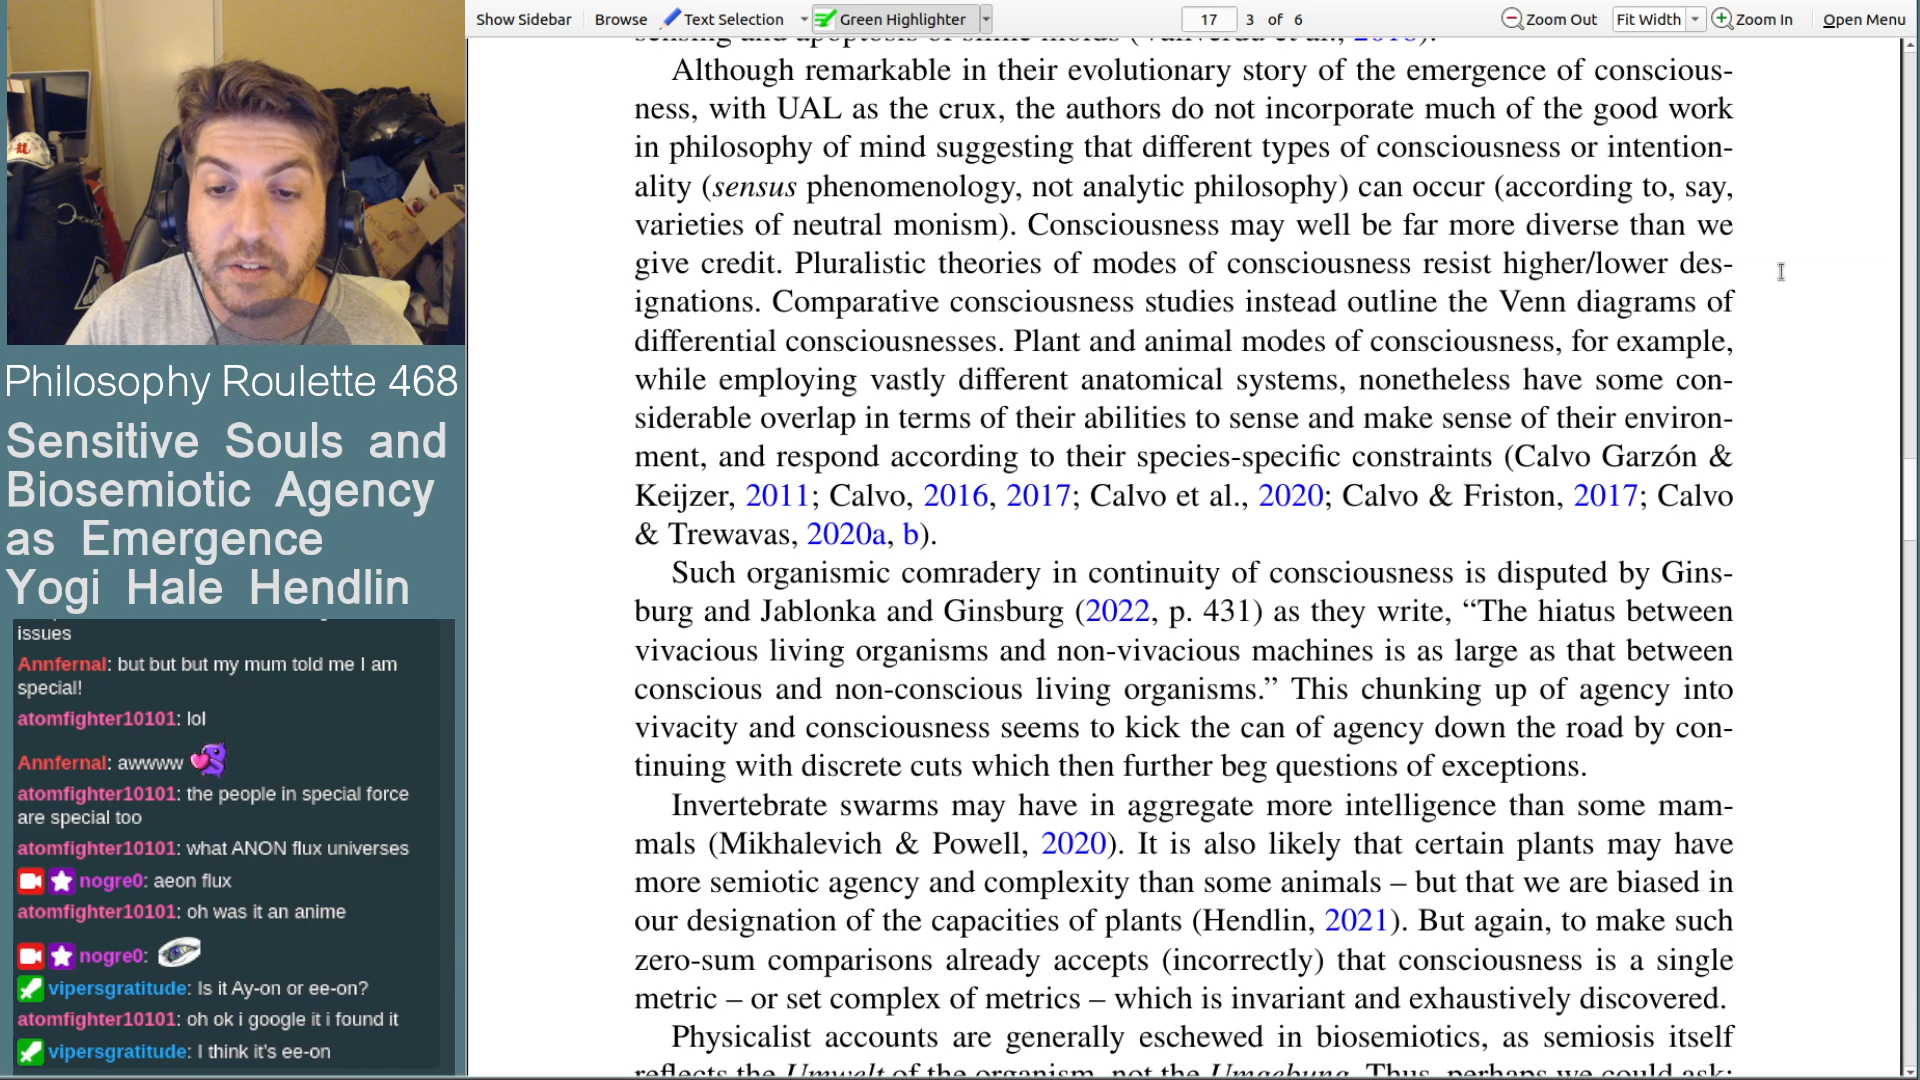 Show Sidebar Browse Text Selection Green Highlighter 17 3 of 6 Zoom Out Fit Width Zoom In Open Menu
Although remarkable in their evolutionary story of the emergence of conscious-
ness, with UAL as the crux, the authors do not incorporate much of the good work
in philosophy of mind suggesting that different types of consciousness or intention-
ality (sensus phenomenology, not analytic philosophy) can occur (according to, say,
varieties of neutral monism). Consciousness may well be far more diverse than we
give credit. Pluralistic theories of modes of consciousness resist higher/lower des-
ignations. Comparative consciousness studies instead outline the Venn diagrams of
differential consciousnesses. Plant and animal modes of consciousness, for example,
while employing vastly different anatomical systems, nonetheless have some con-
siderable overlap in terms of their abilities to sense and make sense of their environ-
ment, and respond according to their species-specific constraints (Calvo Garzón &
Keijzer, 2011; Calvo, 2016, 2017; Calvo et al., 2020; Calvo & Friston, 2017; Calvo
& Trewavas, 2020a, b).
Such organismic comradery in continuity of consciousness is disputed by Gins-
burg and Jablonka and Ginsburg (2022, p. 431) as they write, “The hiatus between
vivacious living organisms and non-vivacious machines is as large as that between
conscious and non-conscious living organisms.” This chunking up of agency into
vivacity and consciousness seems to kick the can of agency down the road by con-
tinuing with discrete cuts which then further beg questions of exceptions.
Invertebrate swarms may have in aggregate more intelligence than some mam-
mals (Mikhalevich & Powell, 2020). It is also likely that certain plants may have
more semiotic agency and complexity than some animals – but that we are biased in
our designation of the capacities of plants (Hendlin, 2021). But again, to make such
zero-sum comparisons already accepts (incorrectly) that consciousness is a single
metric – or set complex of metrics – which is invariant and exhaustively discovered.
Physicalist accounts are generally eschewed in biosemiotics, as semiosis itself
reflects the Umwelt of the organism, not the Umgebung. Thus, perhaps we could ask:
Philosophy Roulette 468
Sensitive Souls and
Biosemiotic Agency
as Emergence
Yogi Hale Hendlin
issues
Annfernal: but but but my mum told me I am
special!
atomfighter10101: lol
Annfernal: awwww
atomfighter10101: the people in special force
are special too
atomfighter10101: what ANON flux universes
nogre0: aeon flux
atomfighter10101: oh was it an anime
nogre0:
vipersgratitude: Is it Ay-on or ee-on?
atomfighter10101: oh ok i google it i found it
vipersgratitude: I think it's ee-on